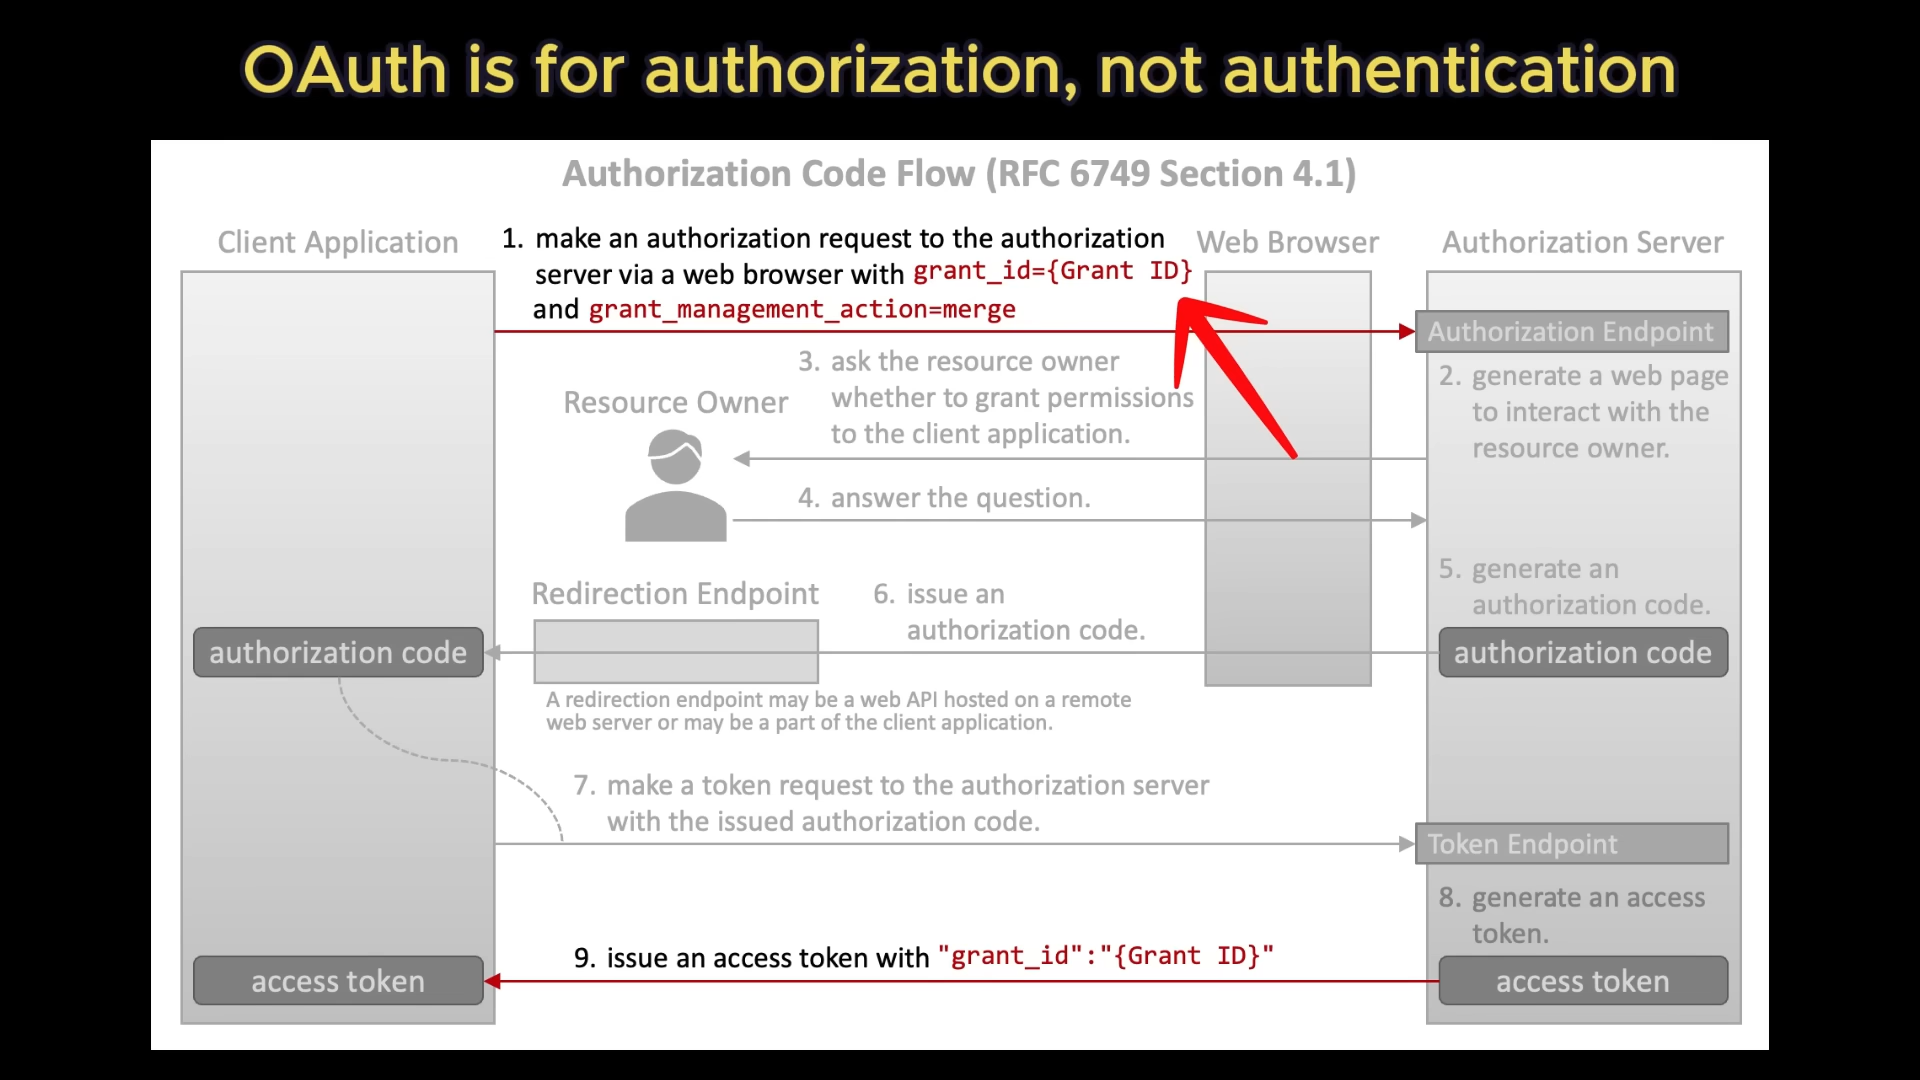 OAuth is for authorization, not authentication
Authorization Code Flow (RFC 6749 Section 4.1)
Client Application
1. make an authorization request to the authorization
server via a web browser with grant_id={Grant ID}
and grant_management_action=merge
Web Browser
Authorization Server
Authorization Endpoint
2. generate a web page
to interact with the
resource owner.
3. ask the resource owner
whether to grant permissions
to the client application.
Resource Owner
4. answer the question.
5. generate an
authorization code.
Redirection Endpoint
6. issue an
authorization code.
authorization code
authorization code
A redirection endpoint may be a web API hosted on a remote
web server or may be a part of the client application.
7. make a token request to the authorization server
with the issued authorization code.
Token Endpoint
8. generate an access
token.
9. issue an access token with "grant_id":"{Grant ID}"
access token
access token